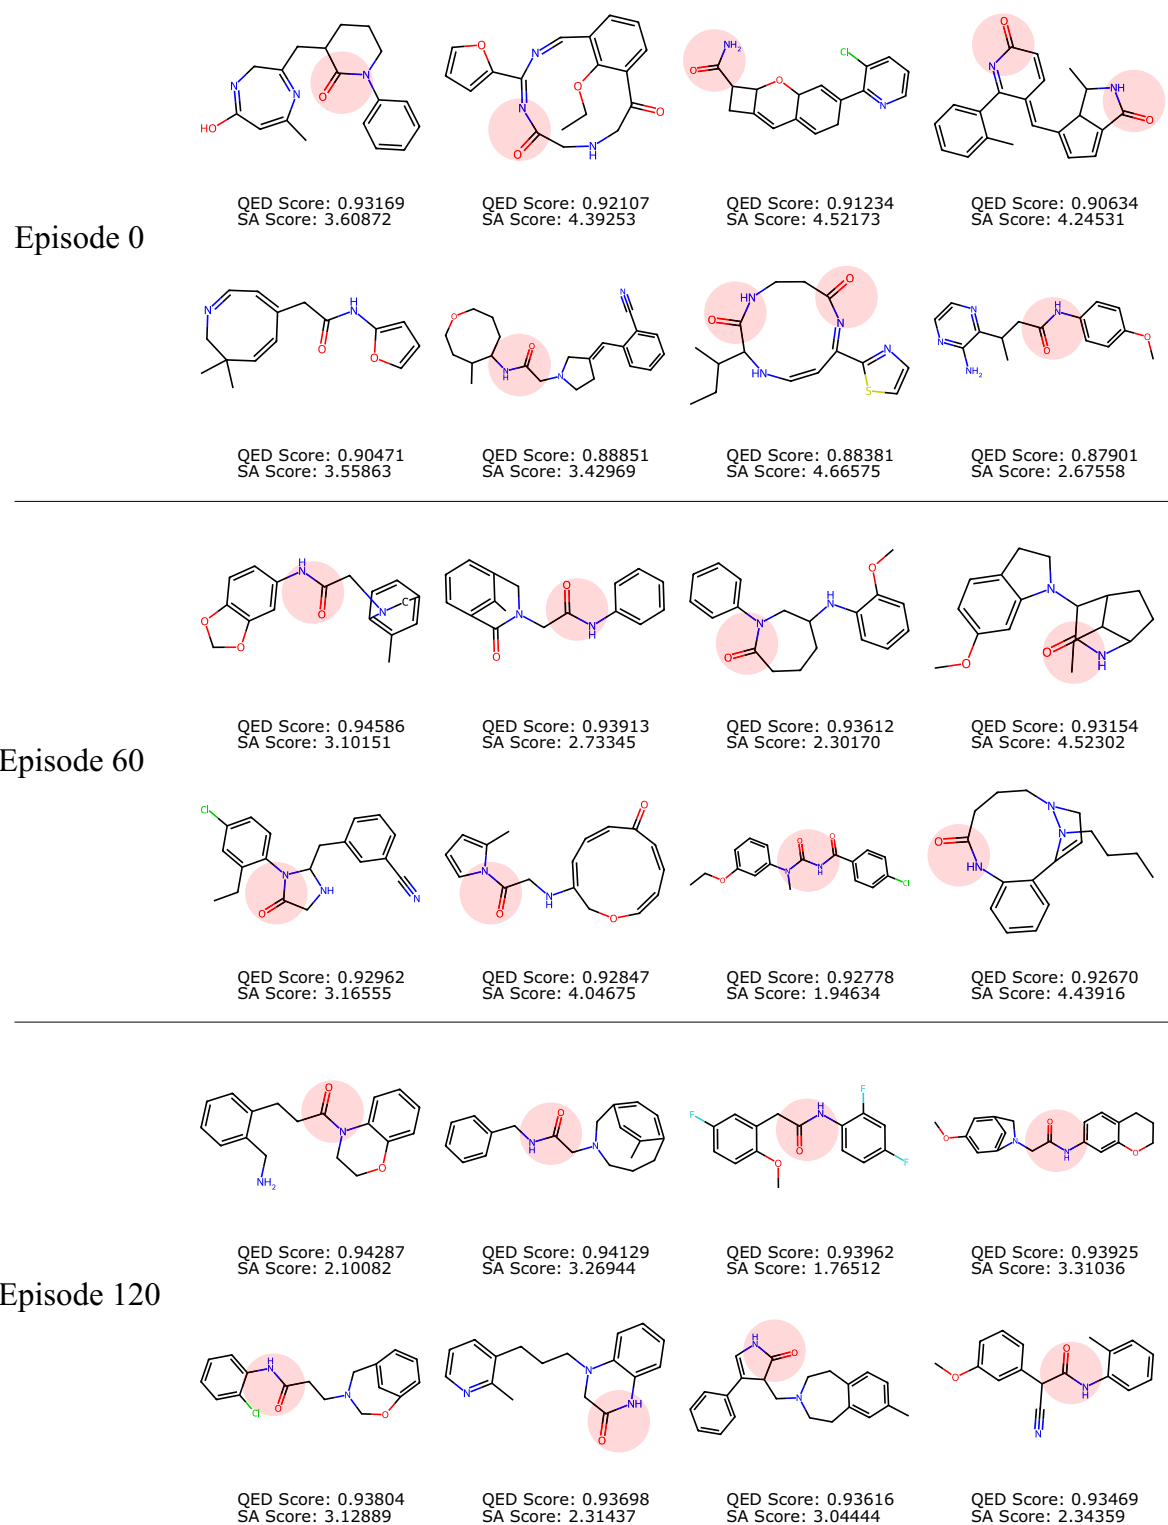 QED Score: 0.93169 QED Score: 0.92107 QED Score: 0.91234 QED Score: 0.90634
SA Score: 3.60872 SA Score: 4.39253 SA Score: 4.52173 SA Score: 4.24531
Episode 0
QED Score: 0.90471 QED Score: 0.88851 QED Score: 0.88381 QED Score: 0.87901
SA Score: 3.55863 SA Score: 3.42969 SA Score: 4.66575 SA Score: 2.67558
QED Score: 0.94586 QED Score: 0.93913 QED Score: 0.93612 QED Score: 0.93154
SA Score: 3.10151 SA Score: 2.73345 SA Score: 2.30170 SA Score: 4.52302
Episode 60
QED Score: 0.92962 QED Score: 0.92847 QED Score: 0.92778 QED Score: 0.92670
SA Score: 3.16555 SA Score: 4.04675 SA Score: 1.94634 SA Score: 4.43916
QED Score: 0.94287 QED Score: 0.94129 QED Score: 0.93962 QED Score: 0.93925
SA Score: 2.10082 SA Score: 3.26944 SA Score: 1.76512 SA Score: 3.31036
Episode 120
QED Score: 0.93804 QED Score: 0.93698 QED Score: 0.93616 QED Score: 0.93469
SA Score: 3.12889 SA Score: 2.31437 SA Score: 3.04444 SA Score: 2.34359